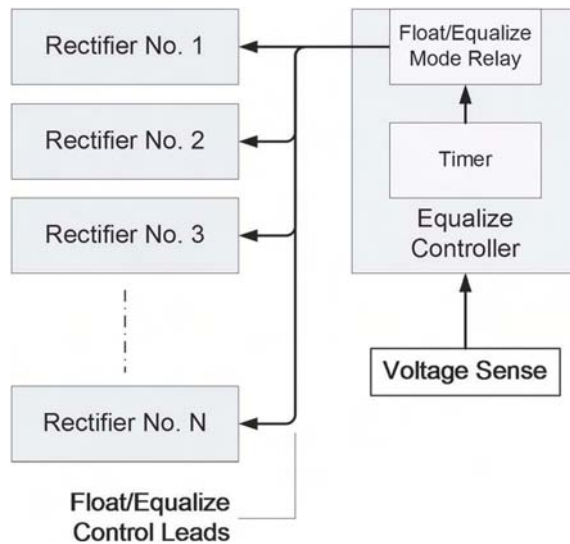 Rectifier No. 1
Rectifier No. 2
Rectifier No. 3
Rectifier No. N
Float/Equalize
Control Leads
Float/Equalize
Mode Relay
Timer
Equalize
Controller
Voltage Sense